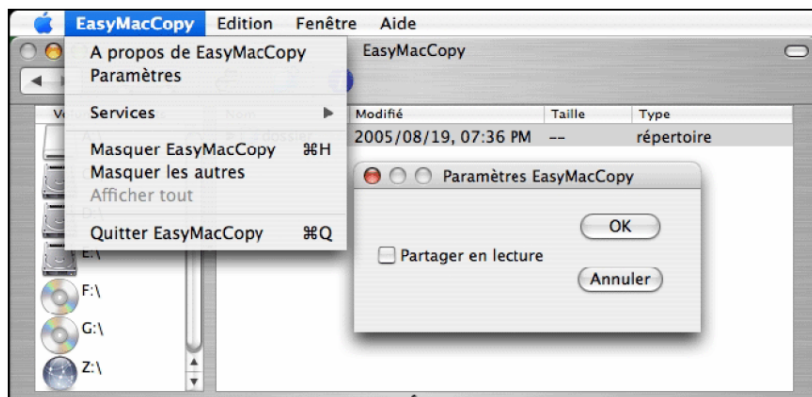 EasyMacCopy Edition Fenêtre Aide
EasyMacCopy
A propos de EasyMacCopy
Paramètres
Services
Masquer EasyMacCopy ⌘H
Masquer les autres
Afficher tout
Quitter EasyMacCopy ⌘Q
Modifié Taille Type
2005/08/19, 07:36 PM -- répertoire
Paramètres EasyMacCopy
OK
Partager en lecture
Annuler
E:\
F:\
G:\
Z:\